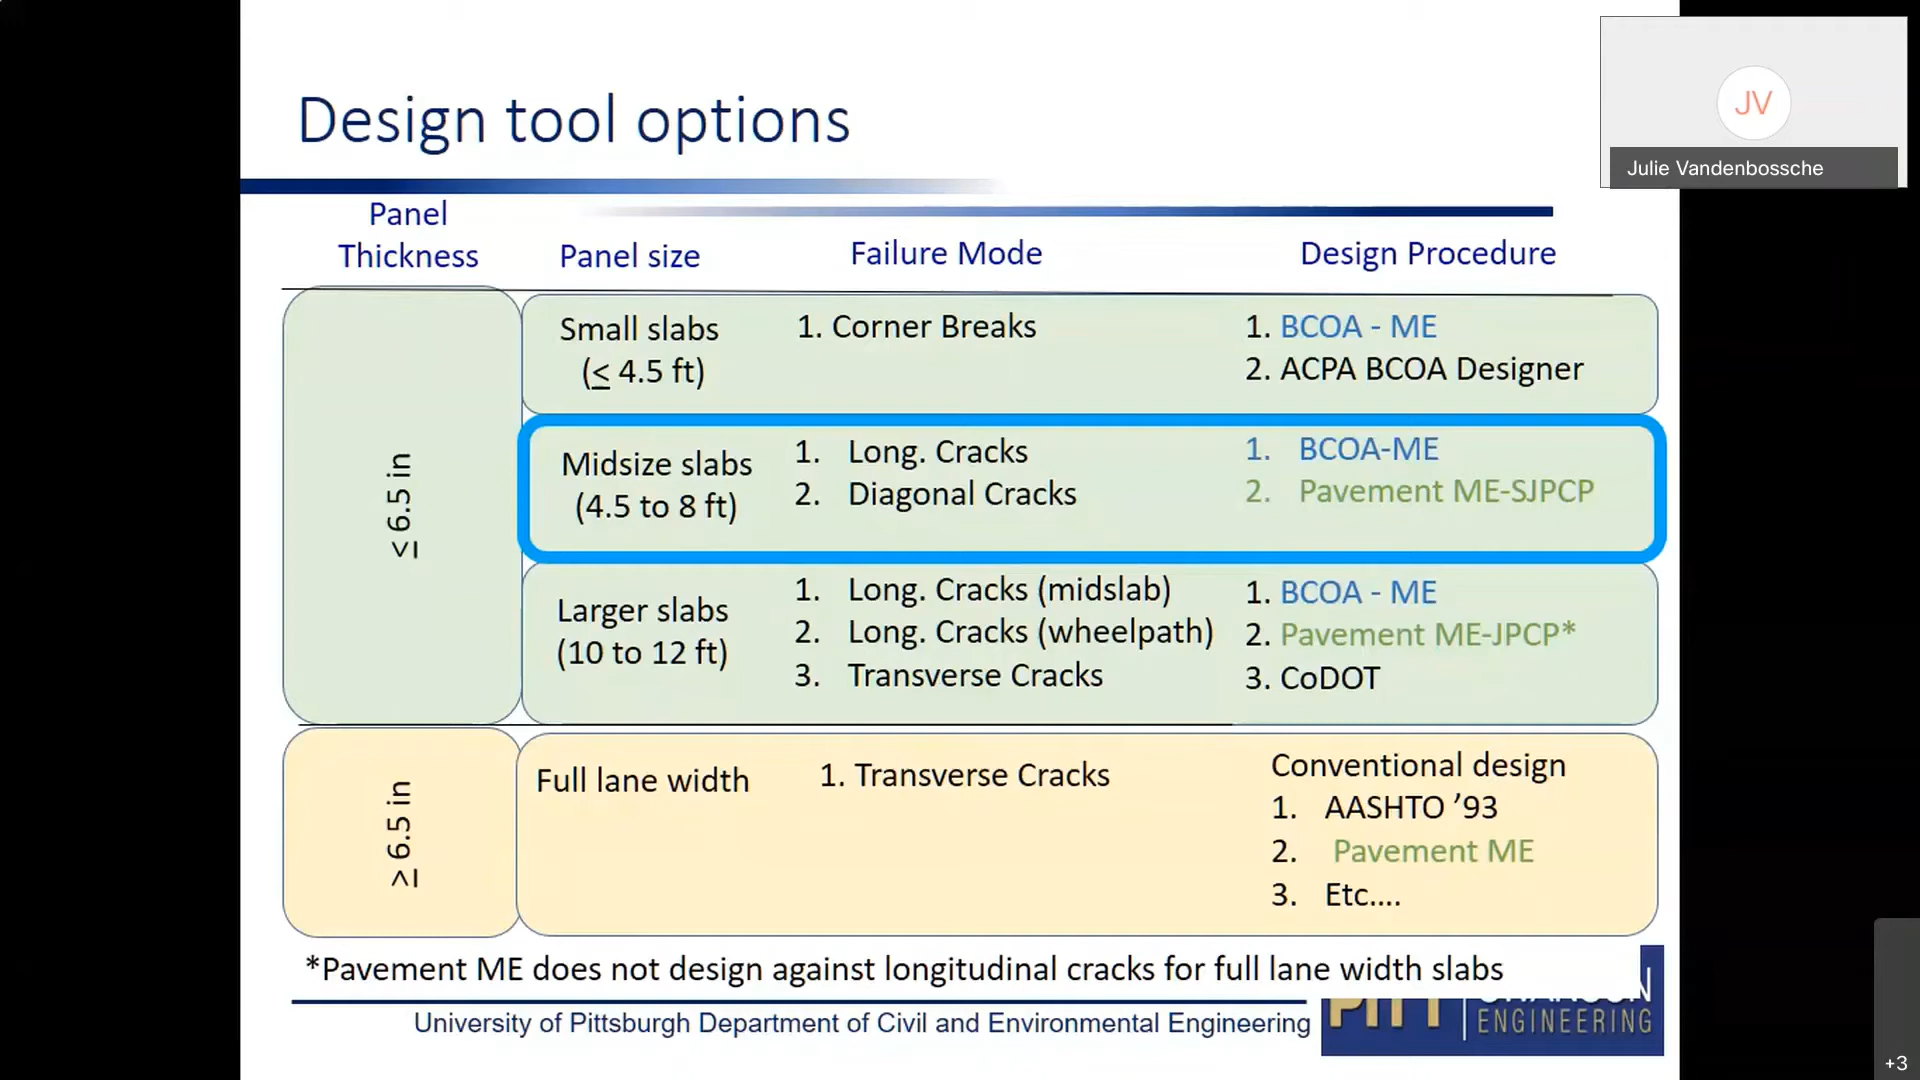 Design tool options
JV
Julie Vandenbossche
Panel
Thickness
Panel size
Failure Mode
Design Procedure
≤ 6.5 in
Small slabs
(≤ 4.5 ft)
1. Corner Breaks
1. BCOA - ME
2. ACPA BCOA Designer
Midsize slabs
(4.5 to 8 ft)
1. Long. Cracks
2. Diagonal Cracks
1. BCOA-ME
2. Pavement ME-SJPCP
Larger slabs
(10 to 12 ft)
1. Long. Cracks (midslab)
2. Long. Cracks (wheelpath)
3. Transverse Cracks
1. BCOA - ME
2. Pavement ME-JPCP*
3. CoDOT
≥ 6.5 in
Full lane width
1. Transverse Cracks
Conventional design
1. AASHTO ’93
2. Pavement ME
3. Etc....
*Pavement ME does not design against longitudinal cracks for full lane width slabs
University of Pittsburgh Department of Civil and Environmental Engineering
PITT
ENGINEERING
+3